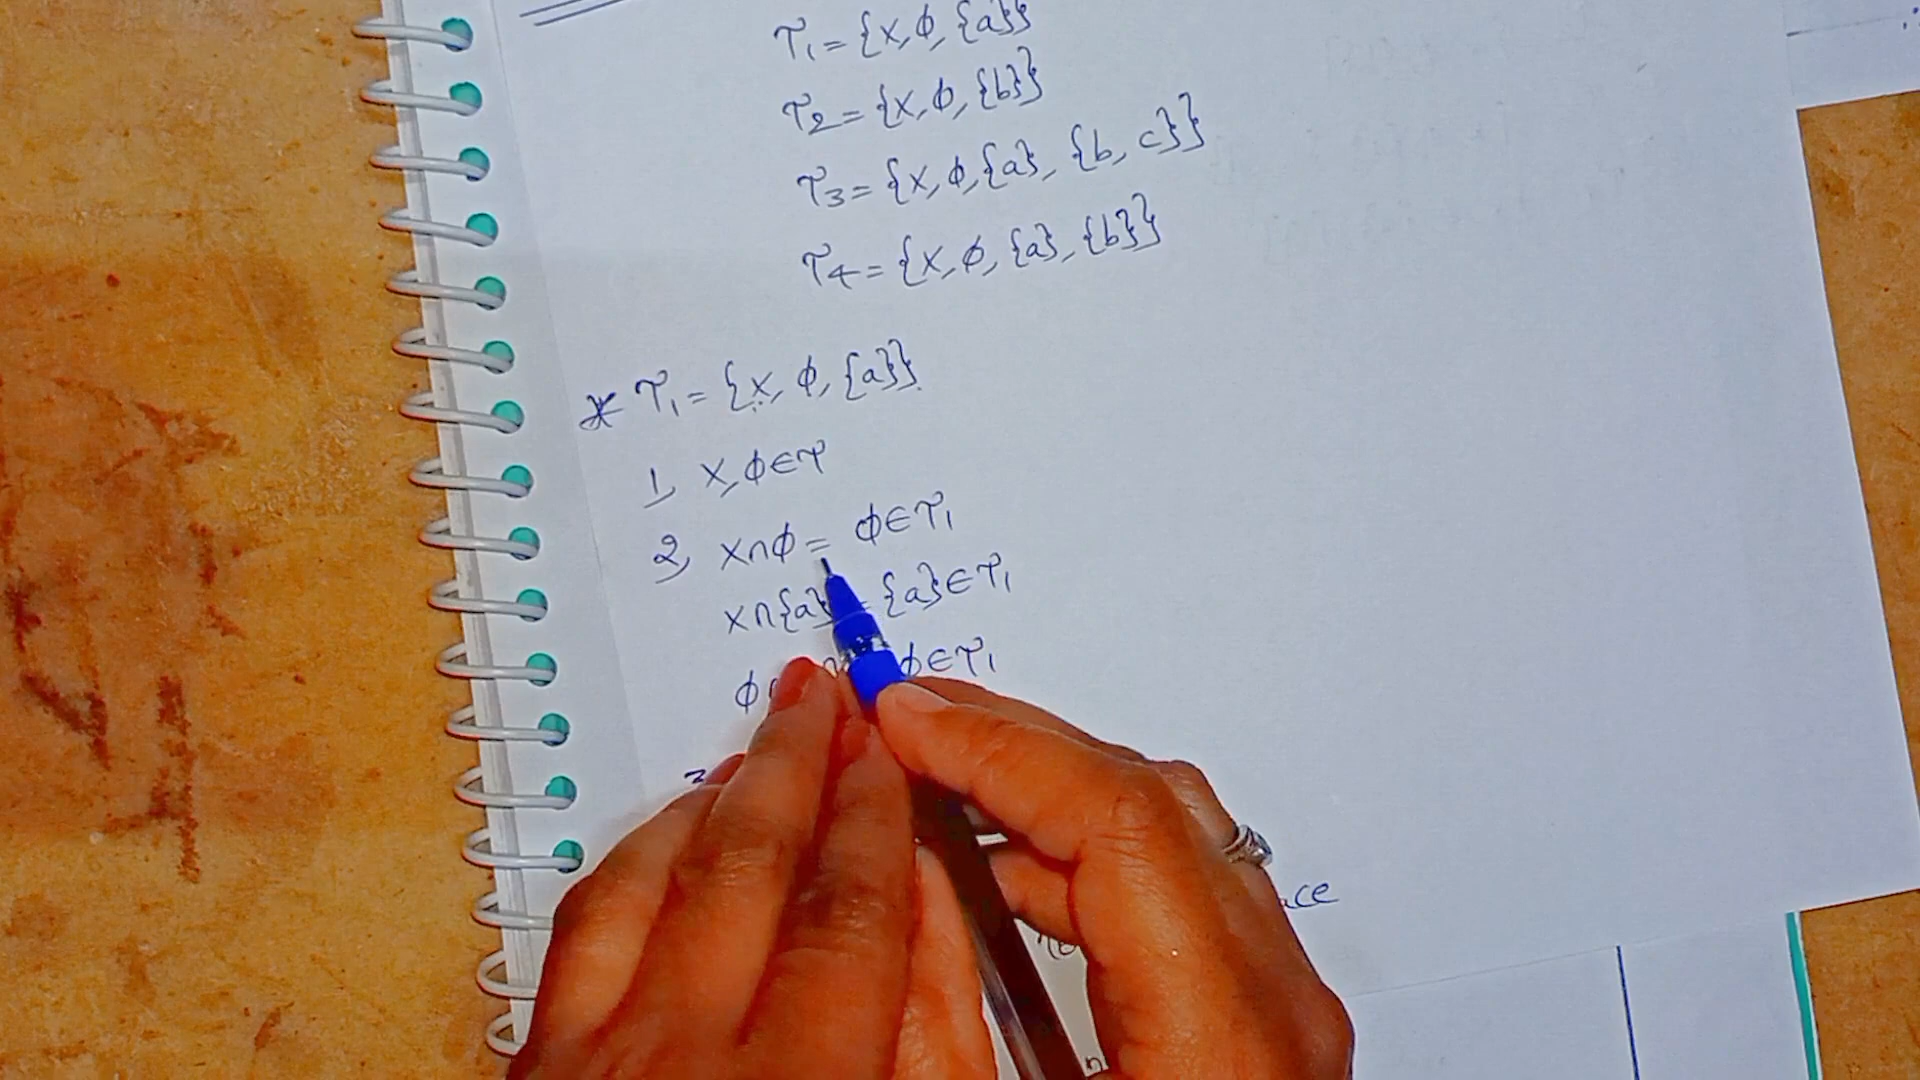 τ₁ = {X, ϕ, {a}}
τ₂ = {X, ϕ, {b}}
τ₃ = {X, ϕ, {a}, {b, c}}
τ₄ = {X, ϕ, {a}, {b}}
* τ₁ = {X, ϕ, {a}}
1, X, ϕ ∈ τ
2, X ∩ ϕ = ϕ ∈ τ₁
X ∩ {a} = {a} ∈ τ₁
ϕ ∩ ϕ ∈ τ₁